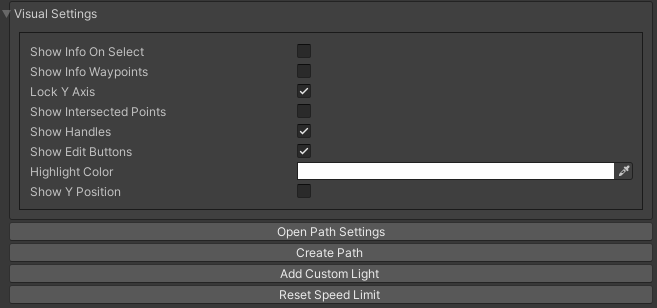 Visual Settings
Show Info On Select
Show Info Waypoints
Lock Y Axis
Show Intersected Points
Show Handles
Show Edit Buttons
Highlight Color
Show Y Position
Open Path Settings
Create Path
Add Custom Light
Reset Speed Limit